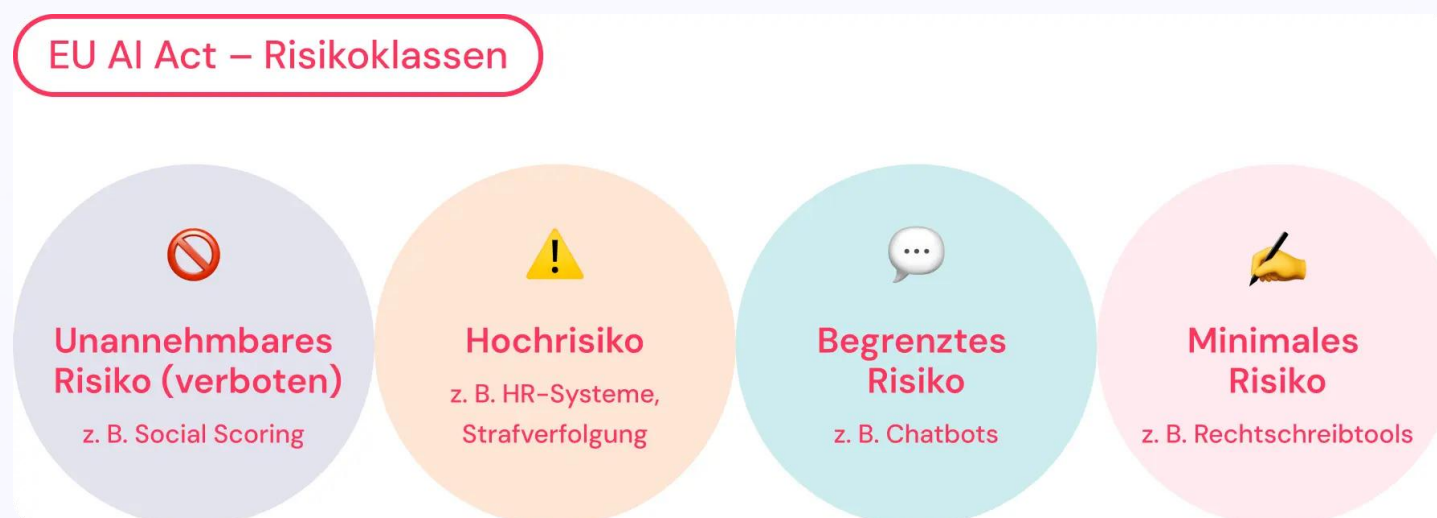 EU AI Act – Risikoklassen
Unannehmbares
Risiko (verboten)
z. B. Social Scoring
Hochrisiko
z. B. HR-Systeme,
Strafverfolgung
Begrenztes
Risiko
z. B. Chatbots
Minimales
Risiko
z. B. Rechtschreibtools